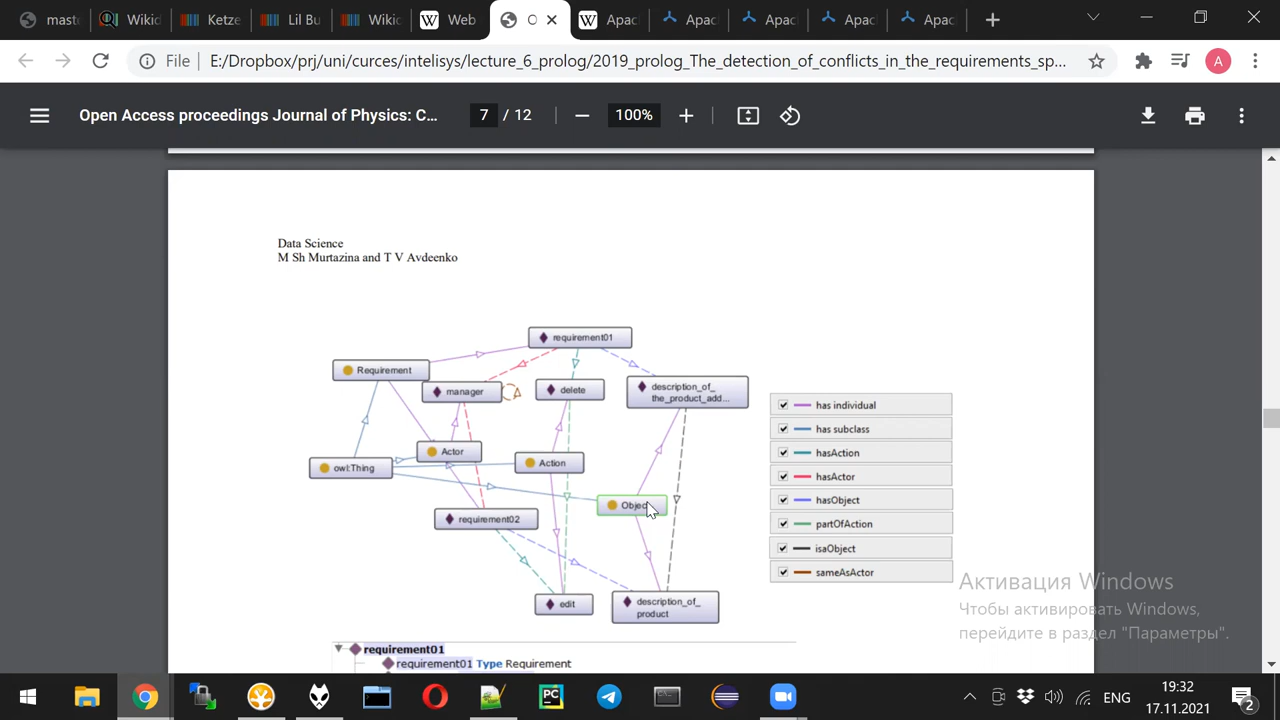 mast
Wikid
Ketze
Lil Bu
Wikic
Web
O
Apac
Apac
Apac
Apac
Apac
File
E:/Dropbox/prj/uni/curces/intelisys/lecture_6_prolog/2019_prolog_The_detection_of_conflicts_in_the_requirements_sp...
A
Open Access proceedings Journal of Physics: C...
7 / 12
100%
Data Science
M Sh Murtazina and T V Avdeenko
requirement01
Requirement
manager
delete
description_of_
the_product_add...
has individual
has subclass
Actor
hasAction
Action
owl:Thing
hasActor
hasObject
Object
requirement02
partOfAction
isaObject
sameAsActor
edit
description_of_
product
Активация Windows
Чтобы активировать Windows,
перейдите в раздел "Параметры".
requirement01
requirement01 Type Requirement
PC
ENG
19:32
17.11.2021
2